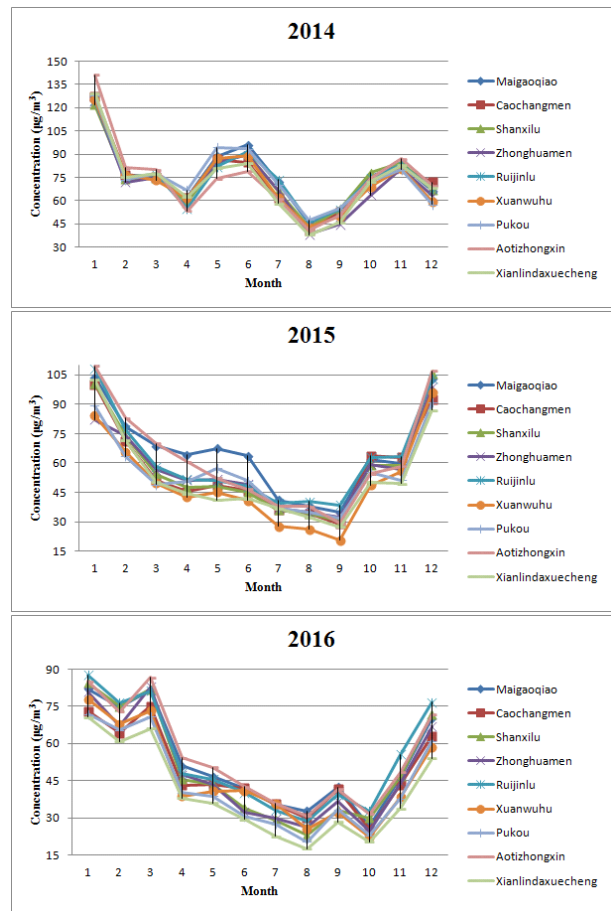 2014
Concentration (μg/m³)
150
135
120
105
90
75
60
45
30
1 2 3 4 5 6 7 8 9 10 11 12
Month
Maigaoqiao
Caochangmen
Shanxilu
Zhonghuamen
Ruijinlu
Xuanwuhu
Pukou
Aotizhongxin
Xianlindaxuecheng
2015
Concentration (μg/m³)
105
90
75
60
45
30
15
1 2 3 4 5 6 7 8 9 10 11 12
Month
Maigaoqiao
Caochangmen
Shanxilu
Zhonghuamen
Ruijinlu
Xuanwuhu
Pukou
Aotizhongxin
Xianlindaxuecheng
2016
Concentration (μg/m³)
90
75
60
45
30
15
1 2 3 4 5 6 7 8 9 10 11 12
Month
Maigaoqiao
Caochangmen
Shanxilu
Zhonghuamen
Ruijinlu
Xuanwuhu
Pukou
Aotizhongxin
Xianlindaxuecheng